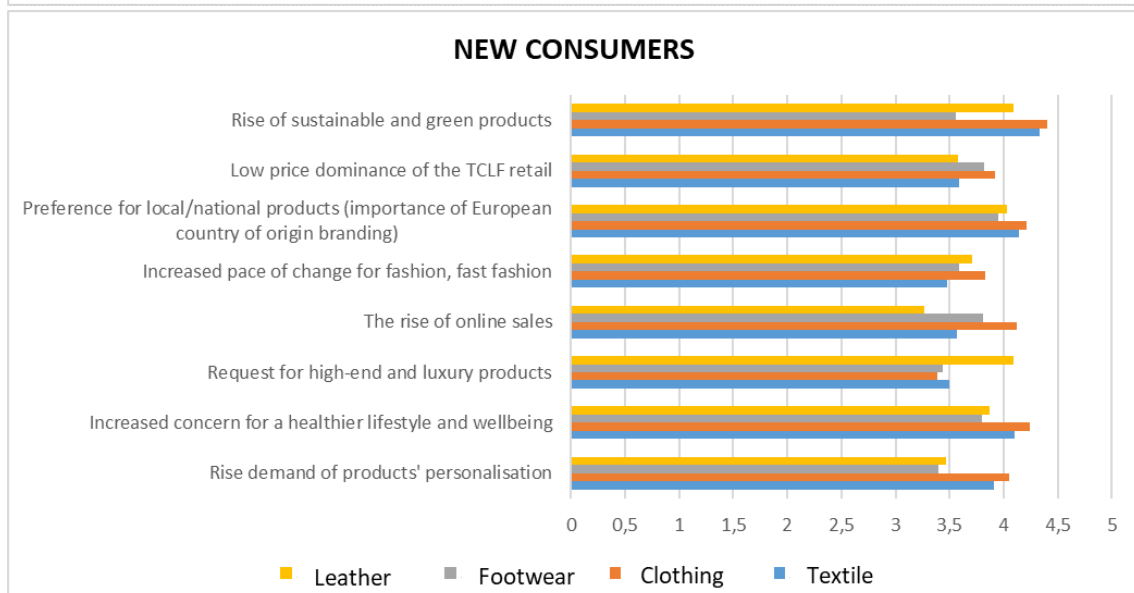 NEW CONSUMERS
Rise of sustainable and green products
Low price dominance of the TCLF retail
Preference for local/national products (importance of European
country of origin branding)
Increased pace of change for fashion, fast fashion
The rise of online sales
Request for high-end and luxury products
Increased concern for a healthier lifestyle and wellbeing
Rise demand of products' personalisation
0 0,5 1 1,5 2 2,5 3 3,5 4 4,5 5
Leather Footwear Clothing Textile